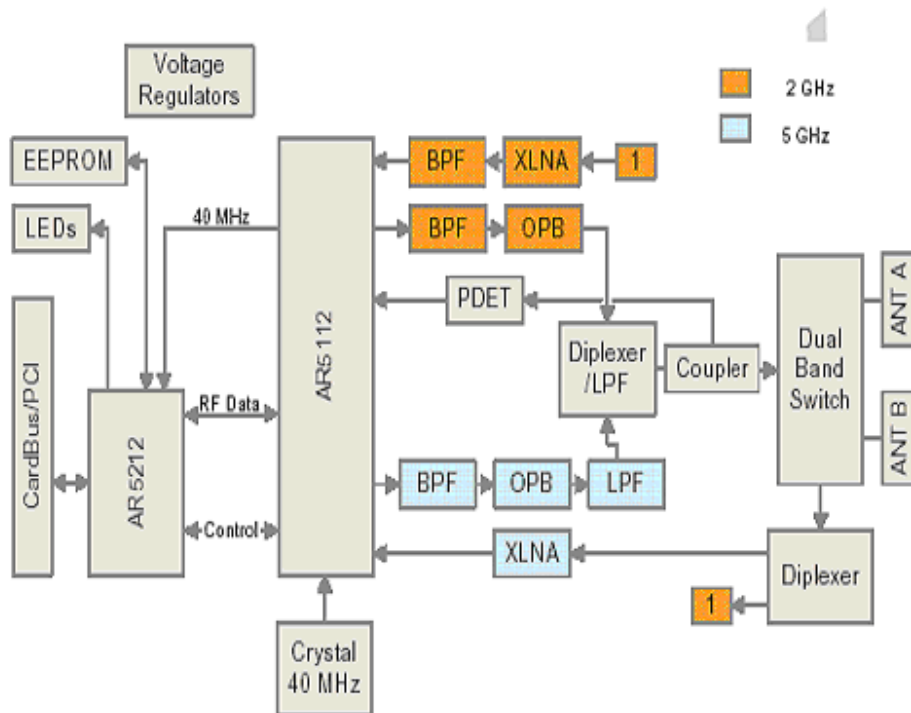 Voltage
Regulators
2 GHz
5 GHz
EEPROM
BPF
XLNA
1
LEDs
40 MHz
BPF
OPB
ANT A
PDET
CardBus/PCI
AR5212
AR5112
RF Data
Diplexer
/LPF
Coupler
Dual
Band
Switch
ANT B
BPF
OPB
LPF
Control
XLNA
Diplexer
1
Crystal
40 MHz